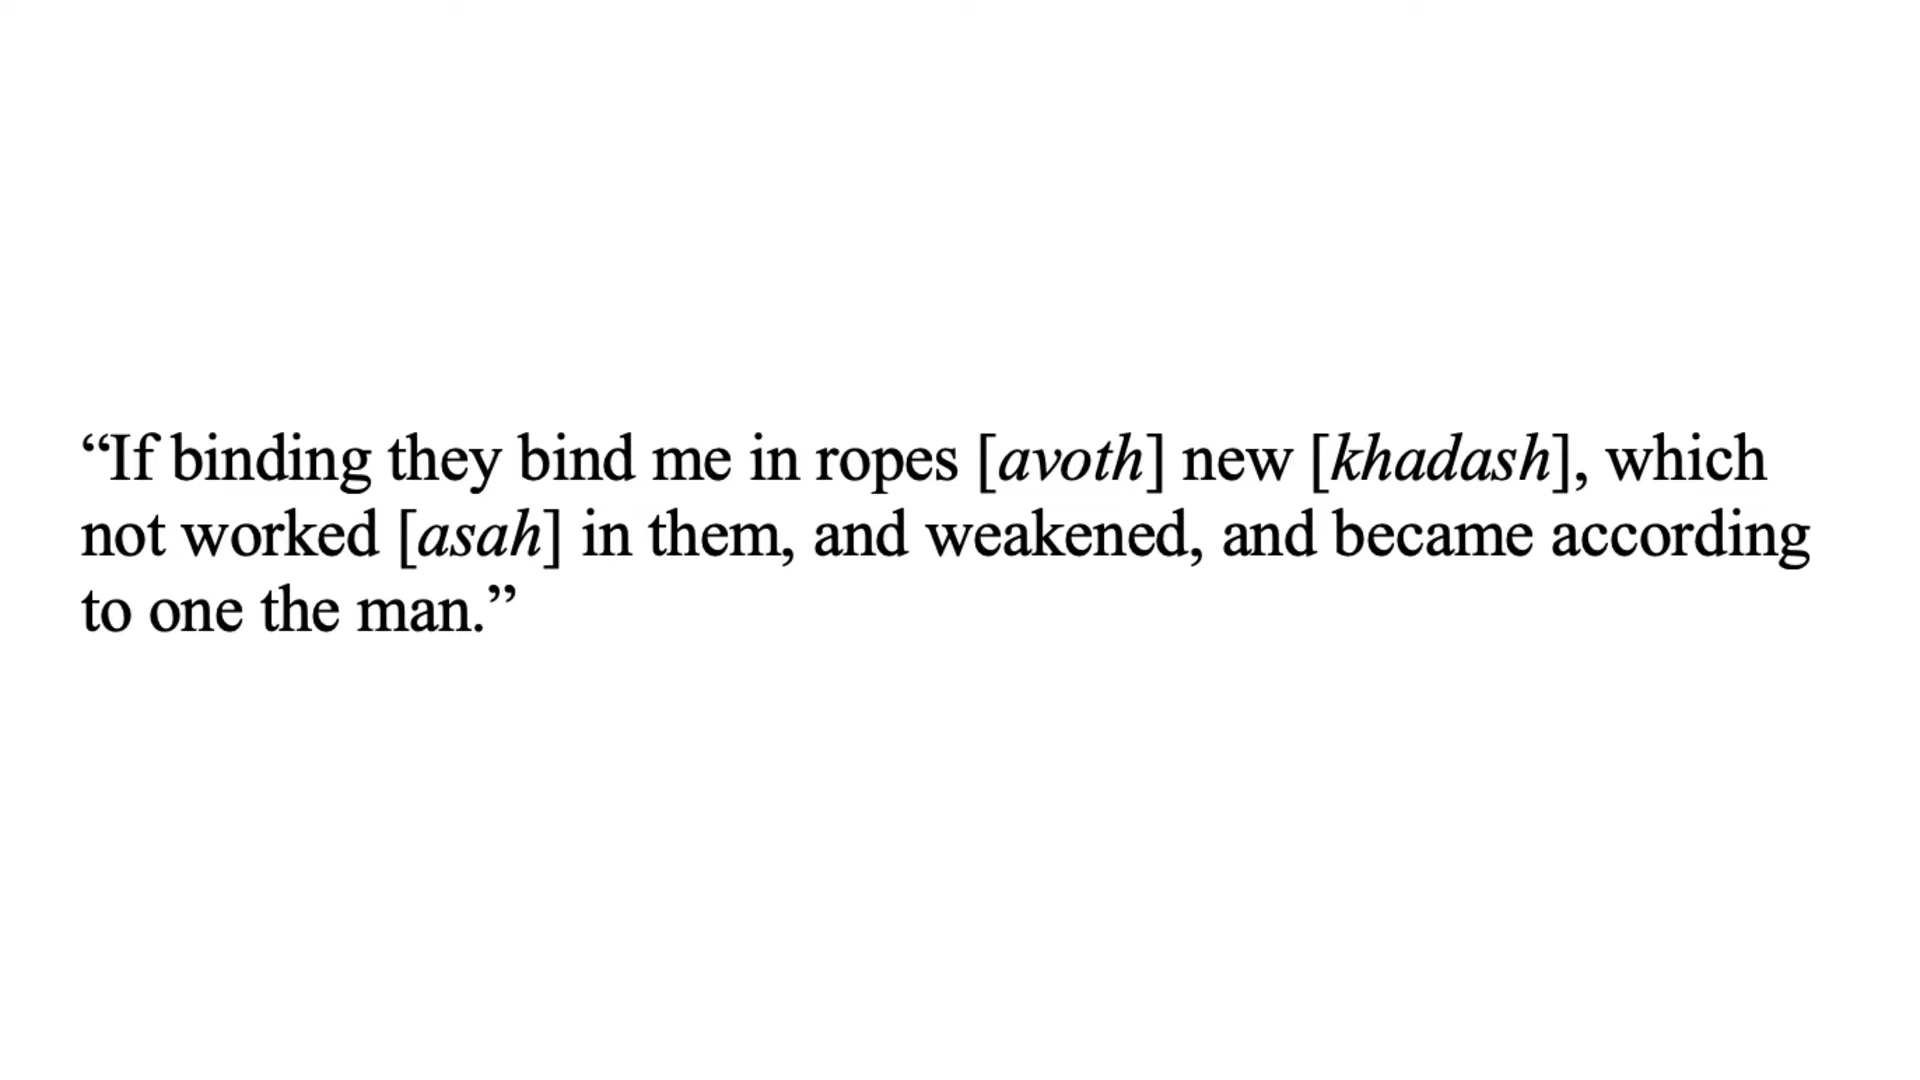 “If binding they bind me in ropes [avoth] new [khadash], which
not worked [asah] in them, and weakened, and became according
to one the man.”